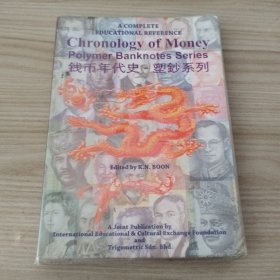 A COMPLETE
EDUCATIONAL REFERENCE
Chronology of Money
Polymer Banknotes Series
钱币年代史-塑鈔系列
Edited by K.N. BOON
A Joint Publication by
International Educational & Cultural Exchange Foundation
and
Trigometric Sdn. Bhd.